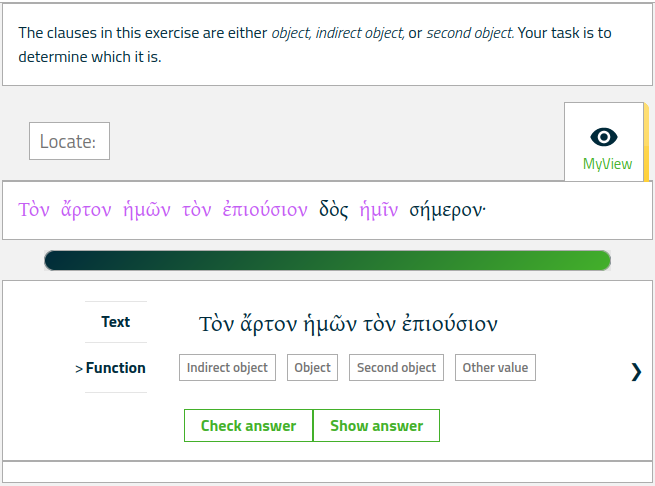 The clauses in this exercise are either object, indirect object, or second object. Your task is to
determine which it is.
Locate:
MyView
Τὸν ἄρτον ἡμῶν τὸν ἐπιούσιον δὸς ἡμῖν σήμερον·
Text
Τὸν ἄρτον ἡμῶν τὸν ἐπιούσιον
> Function
Indirect object
Object
Second object
Other value
❯
Check answer
Show answer